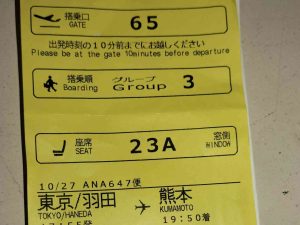 搭乗口 65
GATE
出発時刻の10分前までにお越しください
Please be at the gate 10minutes before departure
搭乗順 グループ
Boarding Group 3
座席 23A 窓側
SEAT WINDOW
10/27 ANA647便
東京/羽田 熊本
TOKYO/HANEDA KUMAMOTO
19:50着